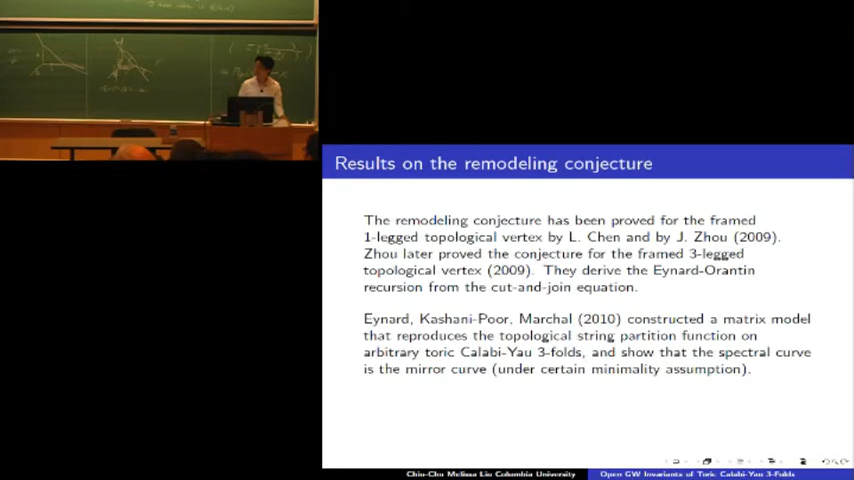 Results on the remodeling conjecture
The remodeling conjecture has been proved for the framed
1-legged topological vertex by L. Chen and by J. Zhou (2009).
Zhou later proved the conjecture for the framed 3-legged
topological vertex (2009). They derive the Eynard-Orantin
recursion from the cut-and-join equation.
Eynard, Kashani-Poor, Marchal (2010) constructed a matrix model
that reproduces the topological string partition function on
arbitrary toric Calabi-Yau 3-folds, and show that the spectral curve
is the mirror curve (under certain minimality assumption).
Chiu-Chu Melissa Liu Columbia University
Open GW Invariants of Toric Calabi-Yau 3-Folds